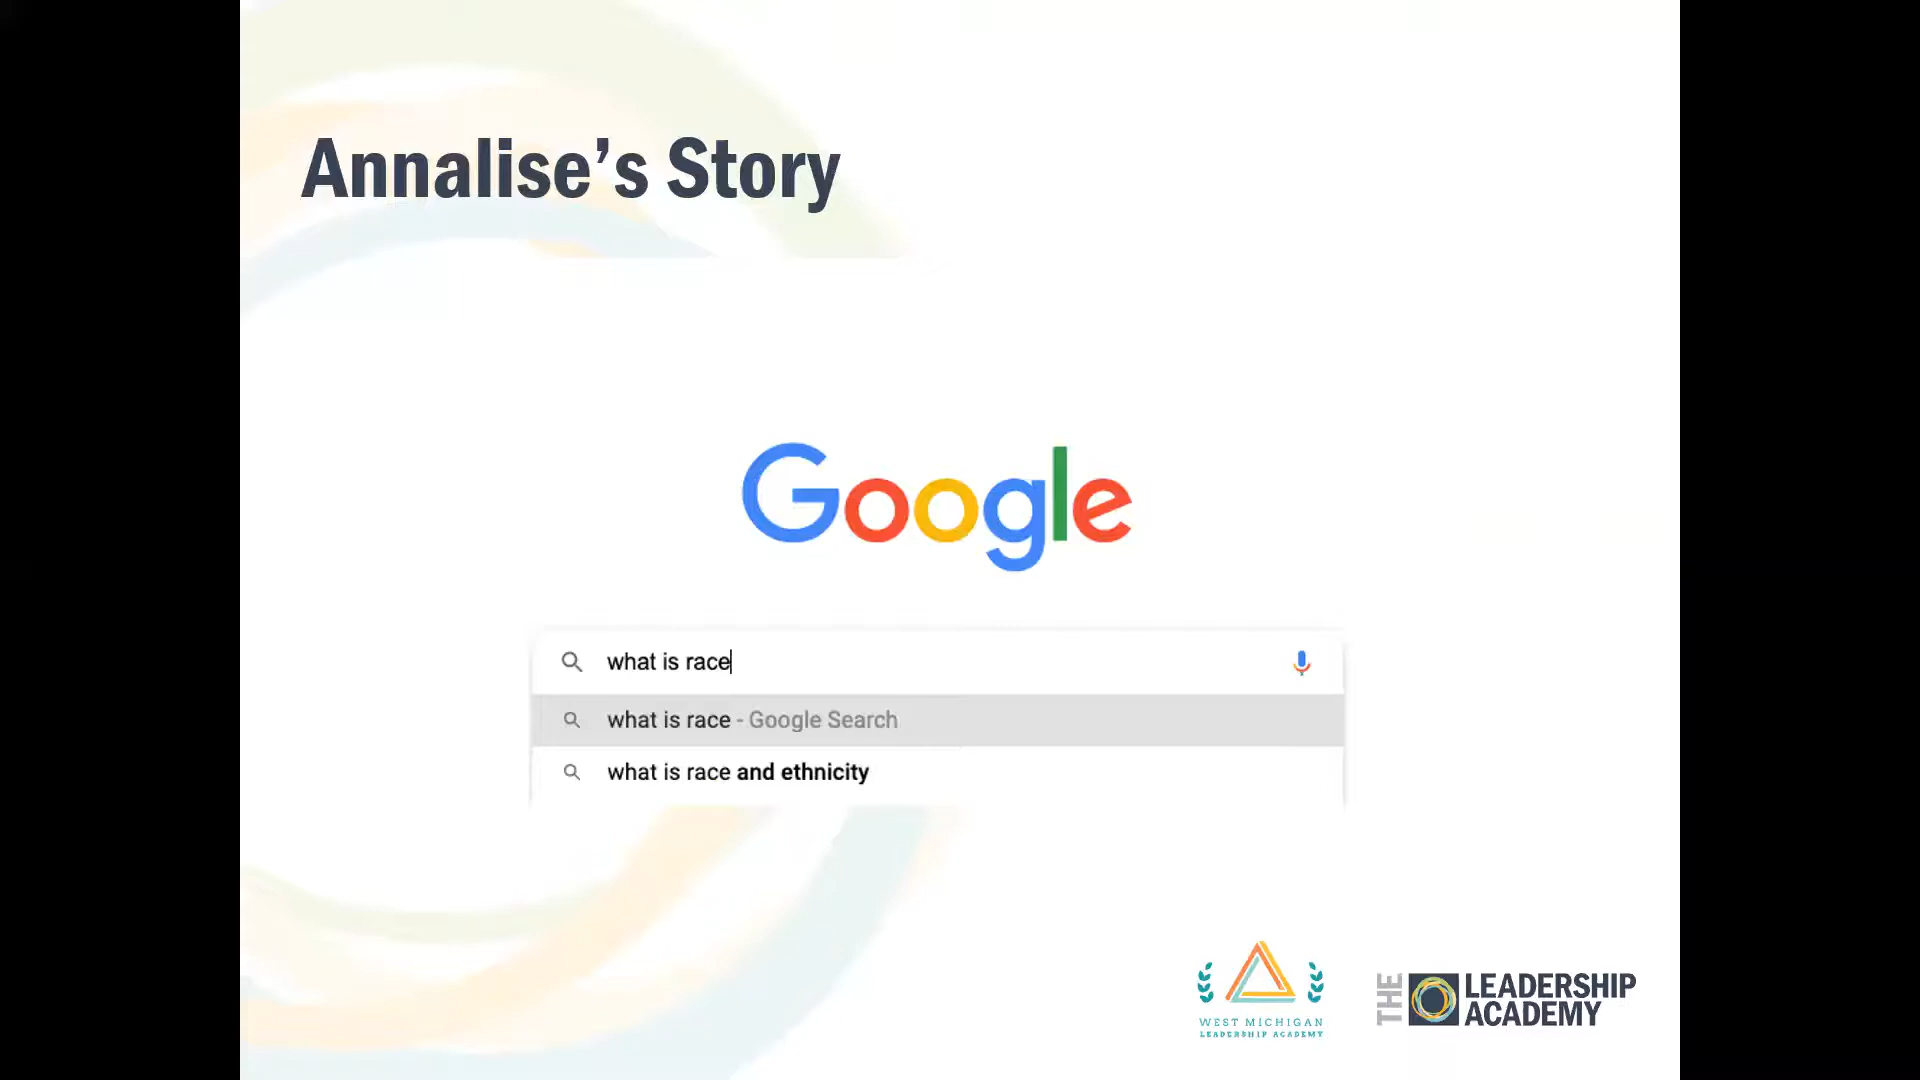 Annalise’s Story
Google
what is race
what is race - Google Search
what is race and ethnicity
WEST MICHIGAN
LEADERSHIP ACADEMY
THE LEADERSHIP
ACADEMY